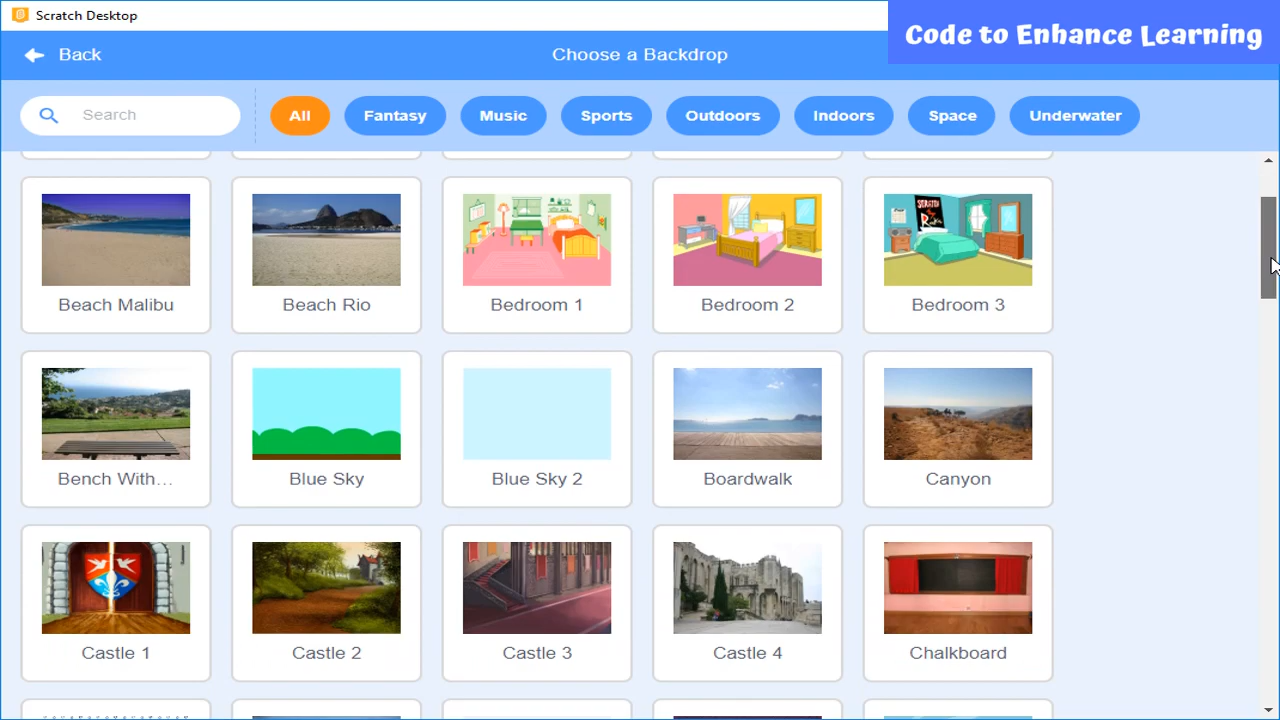 Scratch Desktop
Code to Enhance Learning
Back
Choose a Backdrop
Search
All
Fantasy
Music
Sports
Outdoors
Indoors
Space
Underwater
SCRATCH
R
Beach Malibu
Beach Rio
Bedroom 1
Bedroom 2
Bedroom 3
Bench With...
Blue Sky
Blue Sky 2
Boardwalk
Canyon
Castle 1
Castle 2
Castle 3
Castle 4
Chalkboard